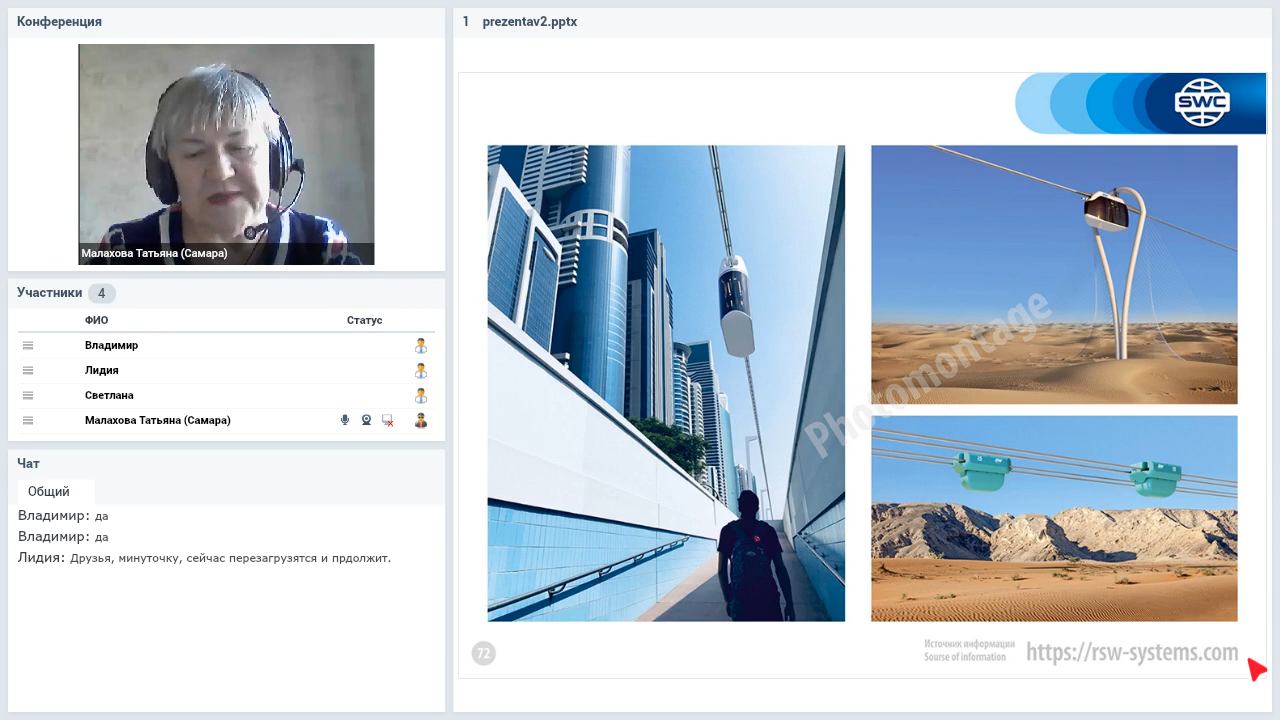 Конференция
Малахова Татьяна (Самара)
Участники 4
ФИО Статус
Владимир
Лидия
Светлана
Малахова Татьяна (Самара)
Чат
Общий
Владимир: да
Владимир: да
Лидия: Друзья, минуточку, сейчас перезагрузятся и прдолжит.
1 prezentav2.pptx
SWC
Photomontage
72
Источник информации
Sourse of information
https://rsw-systems.com